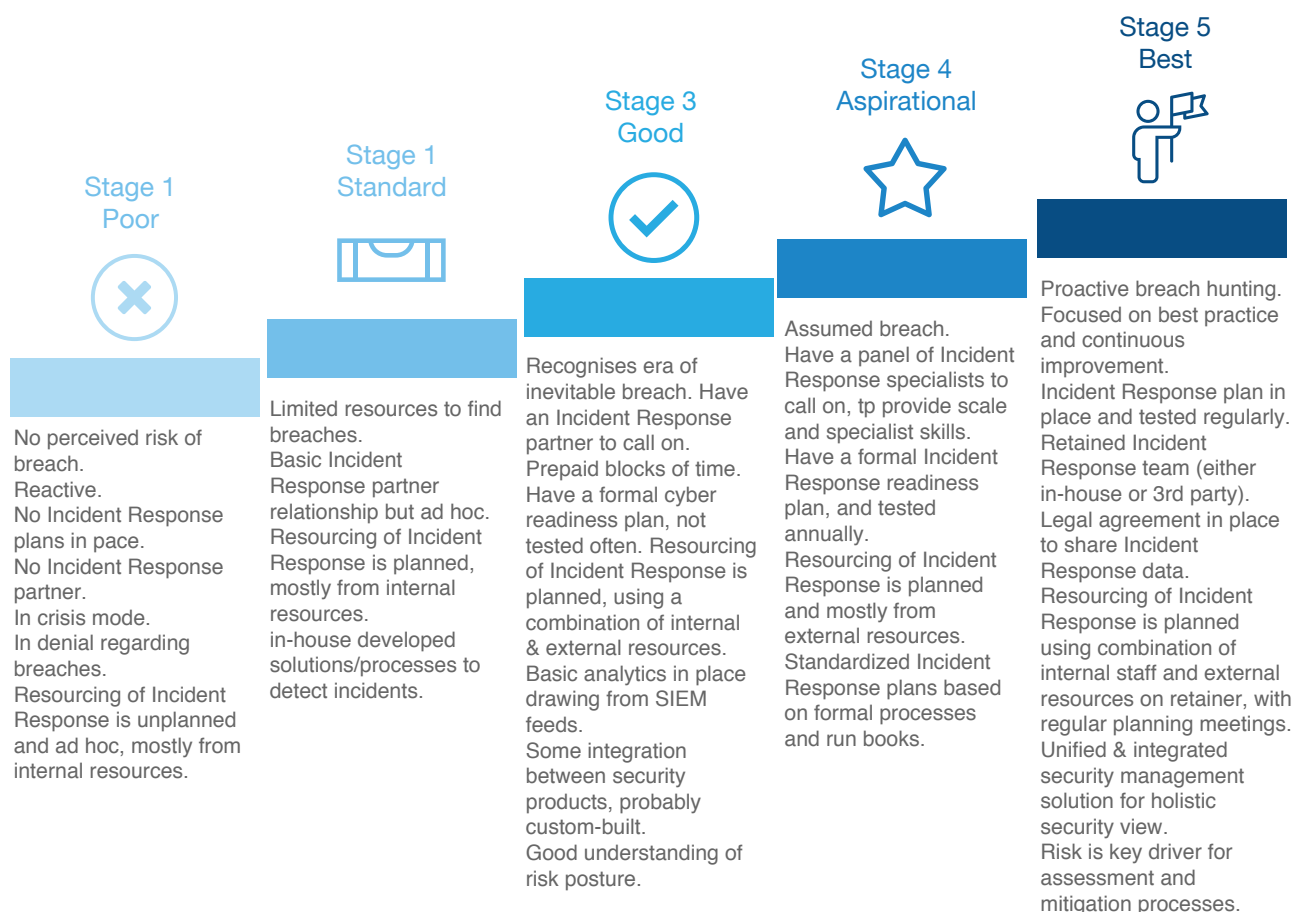 Stage 1
Poor
No perceived risk of
breach.
Reactive.
No Incident Response
plans in pace.
No Incident Response
partner.
In crisis mode.
In denial regarding
breaches.
Resourcing of Incident
Response is unplanned
and ad hoc, mostly from
internal resources.
Stage 1
Standard
Limited resources to find
breaches.
Basic Incident
Response partner
relationship but ad hoc.
Resourcing of Incident
Response is planned,
mostly from internal
resources.
in-house developed
solutions/processes to
detect incidents.
Stage 3
Good
Recognises era of
inevitable breach. Have
an Incident Response
partner to call on.
Prepaid blocks of time.
Have a formal cyber
readiness plan, not
tested often. Resourcing
of Incident Response is
planned, using a
combination of internal
& external resources.
Basic analytics in place
drawing from SIEM
feeds.
Some integration
between security
products, probably
custom-built.
Good understanding of
risk posture.
Stage 4
Aspirational
Assumed breach.
Have a panel of Incident
Response specialists to
call on, tp provide scale
and specialist skills.
Have a formal Incident
Response readiness
plan, and tested
annually.
Resourcing of Incident
Response is planned
and mostly from
external resources.
Standardized Incident
Response plans based
on formal processes
and run books.
Stage 5
Best
Proactive breach hunting.
Focused on best practice
and continuous
improvement.
Incident Response plan in
place and tested regularly.
Retained Incident
Response team (either
in-house or 3rd party).
Legal agreement in place
to share Incident
Response data.
Resourcing of Incident
Response is planned
using combination of
internal staff and external
resources on retainer, with
regular planning meetings.
Unified & integrated
security management
solution for holistic
security view.
Risk is key driver for
assessment and
mitigation processes.